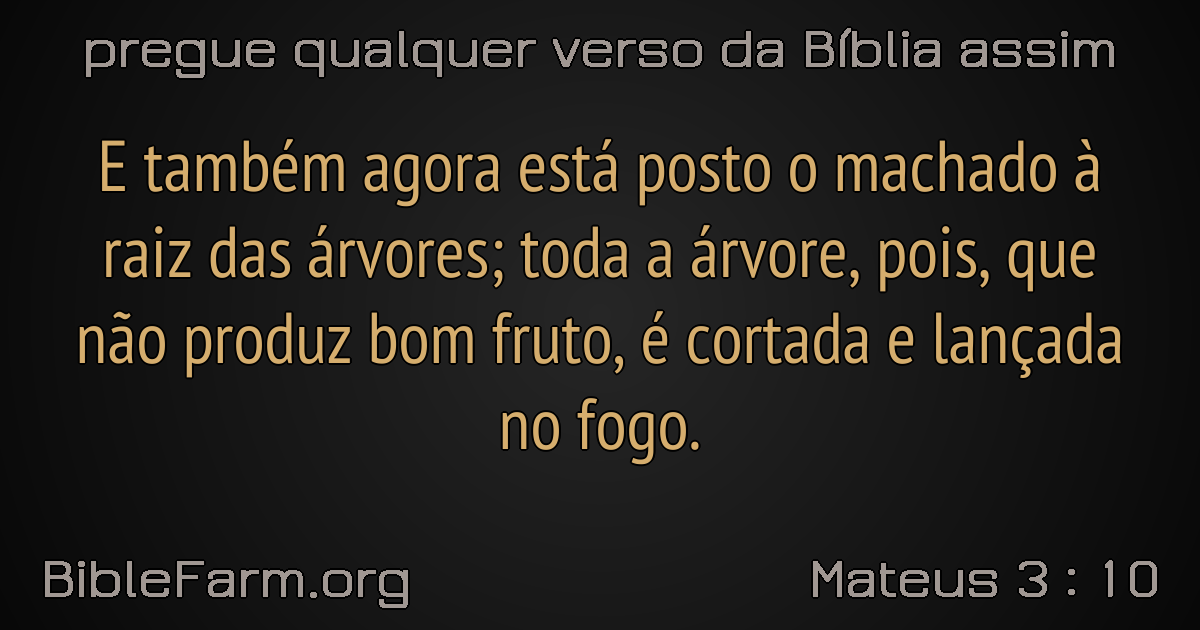 pregue qualquer verso da Bíblia assim
E também agora está posto o machado à
raiz das árvores; toda a árvore, pois, que
não produz bom fruto, é cortada e lançada
no fogo.
BibleFarm.org
Mateus 3 : 10